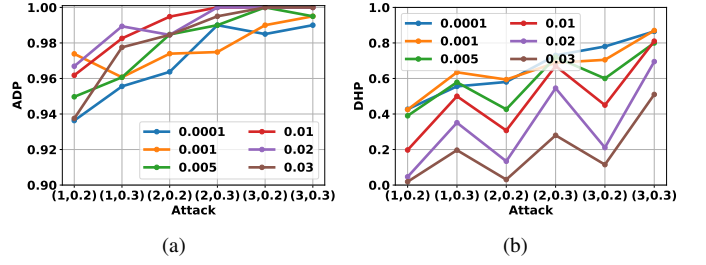 1.00
0.98
0.96
0.94
0.92
0.90
ADP
0.0001 0.01
0.001 0.02
0.005 0.03
(1,0.2) (1,0.3) (2,0.2) (2,0.3) (3,0.2) (3,0.3)
Attack
(a)
1.0
0.8
0.6
0.4
0.2
0.0
DHP
0.0001 0.01
0.001 0.02
0.005 0.03
(1,0.2) (1,0.3) (2,0.2) (2,0.3) (3,0.2) (3,0.3)
Attack
(b)